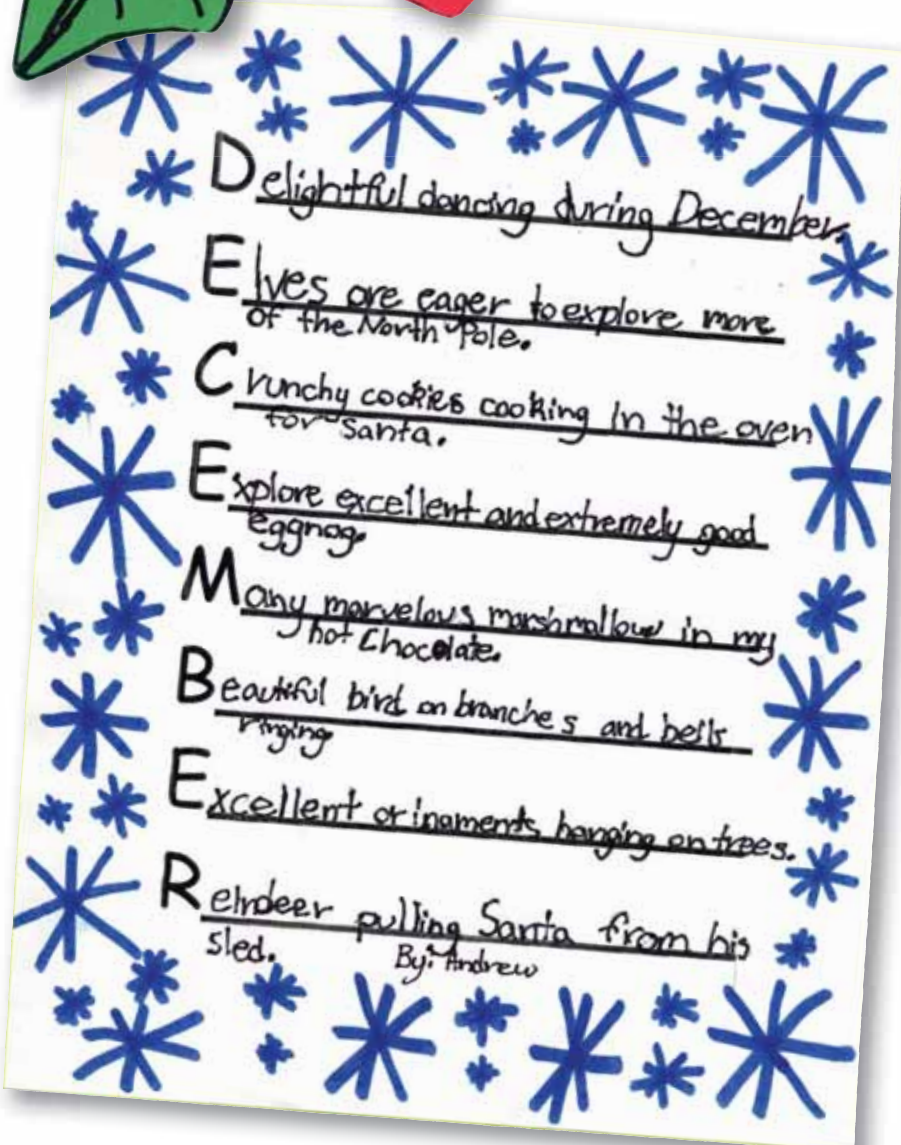 Delightful dancing during December.
Elves are eager to explore more
of the North Pole.
Crunchy cookies cooking in the oven
for Santa.
Explore excellent and extremely good
eggnog.
Many marvelous marshmallow in my
hot Chocolate.
Beautiful bird on branches and bells
ringing
Excellent orinaments hanging on trees.
Reindeer pulling Santa from his
sled.
By: Andrew